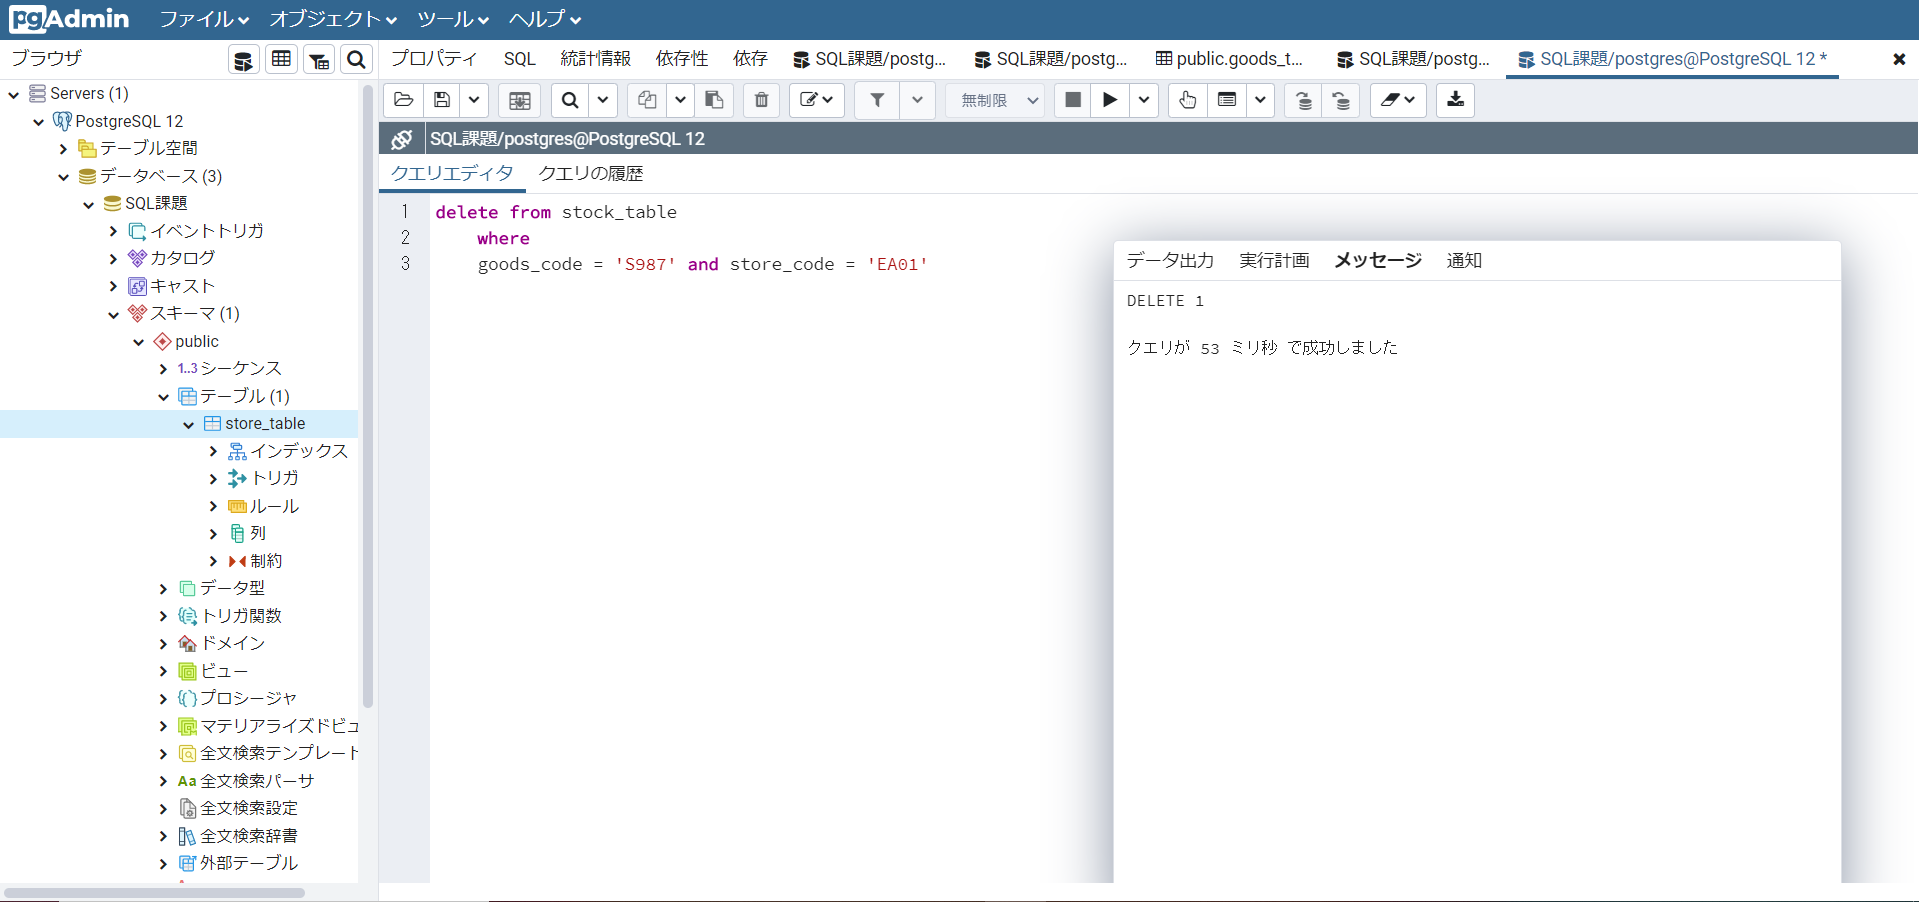 pgAdmin ファイル オブジェクト ツール ヘルプ
ブラウザ
プロパティ SQL 統計情報 依存性 依存 SQL課題/postg... SQL課題/postg... public.goods_t... SQL課題/postg... SQL課題/postgres@PostgreSQL 12 *
無制限
SQL課題/postgres@PostgreSQL 12
クエリエディタ クエリの履歴
Servers (1)
PostgreSQL 12
テーブル空間
データベース (3)
SQL課題
イベントトリガ
カタログ
キャスト
スキーマ (1)
public
1..3 シーケンス
テーブル (1)
store_table
インデックス
トリガ
ルール
列
制約
データ型
トリガ関数
ドメイン
ビュー
プロシージャ
マテリアライズドビュ
全文検索テンプレート
Aa 全文検索パーサ
全文検索設定
全文検索辞書
外部テーブル
1 delete from stock_table
2 where
3 goods_code = 'S987' and store_code = 'EA01'
データ出力 実行計画 メッセージ 通知
DELETE 1
クエリが 53 ミリ秒 で成功しました